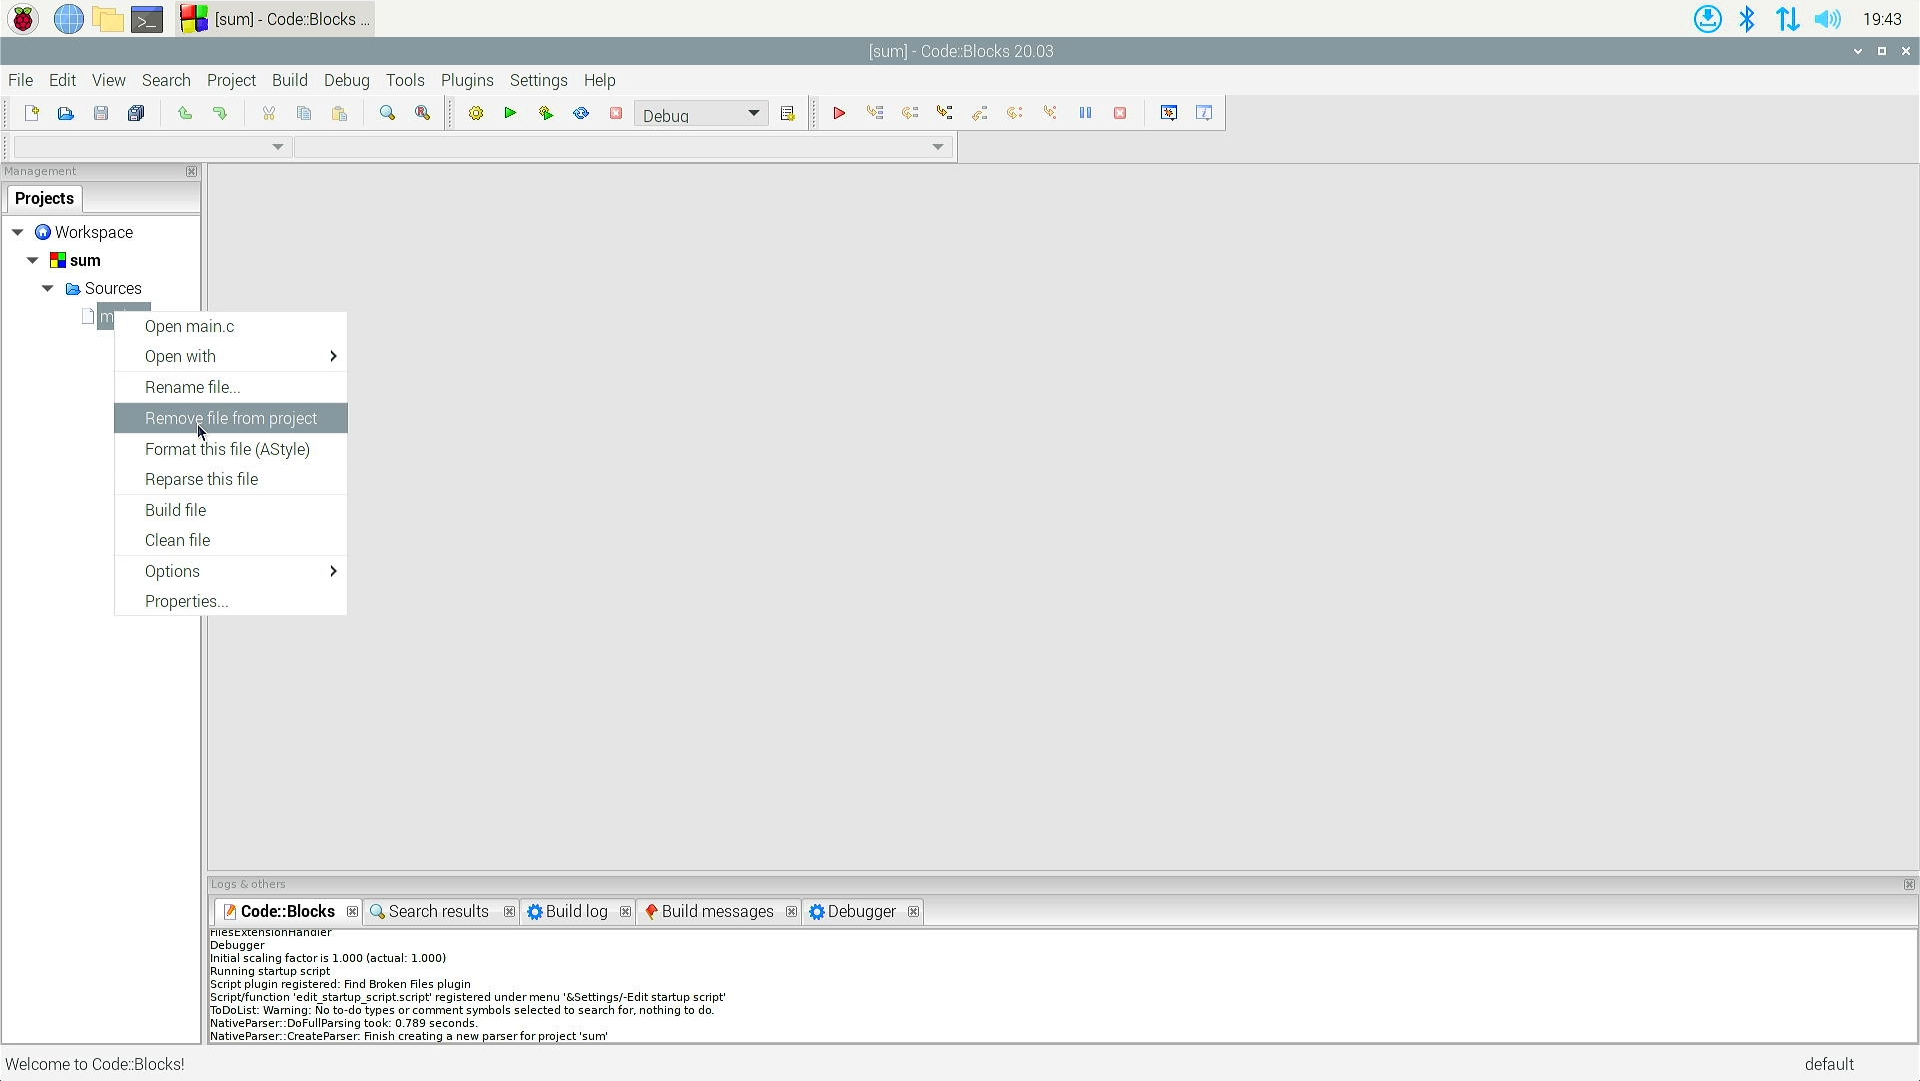 [sum] - Code::Blocks ...
19:43
[sum] - Code::Blocks 20.03
File Edit View Search Project Build Debug Tools Plugins Settings Help
Debug
Management
Projects
Workspace
sum
Sources
Open main.c
Open with
Rename file...
Remove file from project
Format this file (AStyle)
Reparse this file
Build file
Clean file
Options
Properties...
Logs & others
Code::Blocks Search results Build log Build messages Debugger
FilesExtensionHandler
Debugger
Initial scaling factor is 1.000 (actual: 1.000)
Running startup script
Script plugin registered: Find Broken Files plugin
Script/function 'edit_startup_script.script' registered under menu '&Settings/-Edit startup script'
ToDoList: Warning: No to-do types or comment symbols selected to search for, nothing to do.
NativeParser::DoFullParsing took: 0.789 seconds.
NativeParser::CreateParser: Finish creating a new parser for project 'sum'
Welcome to Code::Blocks!
default